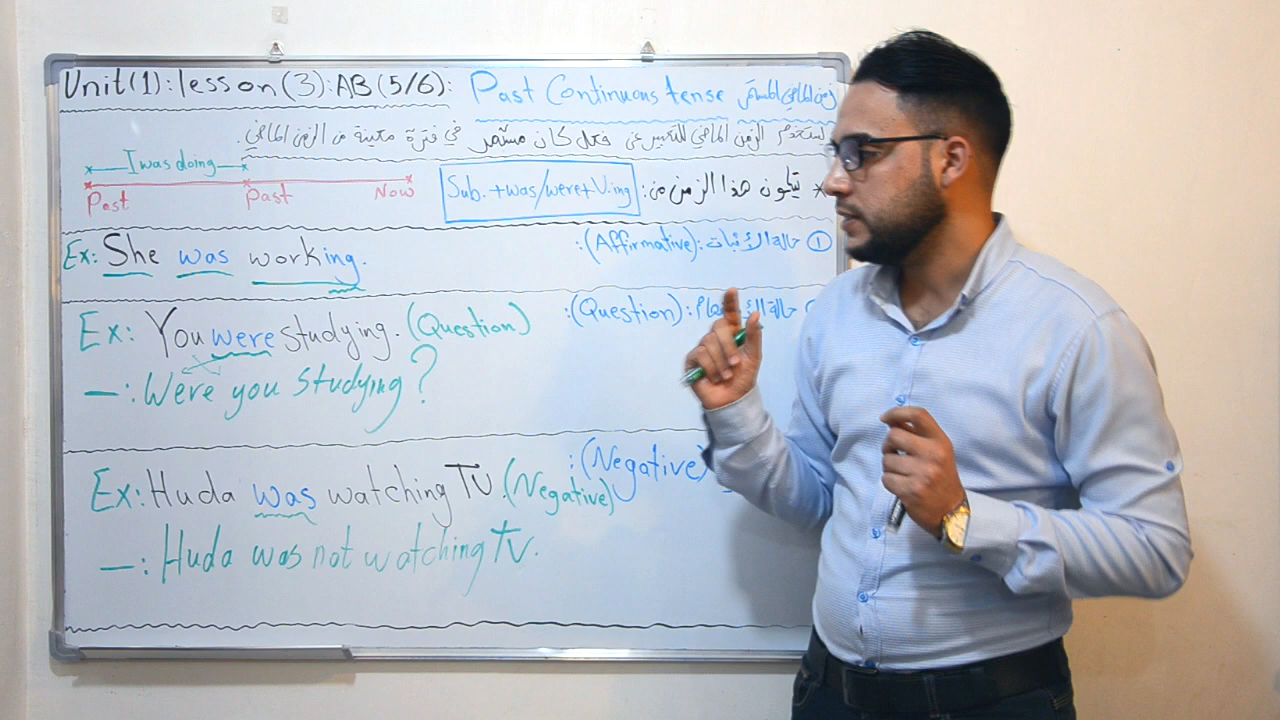 Unit(1):lesson(3):AB(5/6): Past Continuous tense زمن الماضي المستمر
يستخدم الزمن الماضي للتعبير عن فعل كان مستمر في فترة معينة من الزمن الماضي.
I was doing
Past Past Now
* يتكون هذا الزمن من: Sub.+was/were+V.ing
① حالة الأثبات: (Affirmative):
Ex: She was working.
حالة (Question):
Ex: You were studying. (Question)
—: Were you studying?
(Negative):
Ex: Huda was watching TV. (Negative)
—: Huda was not watching TV.